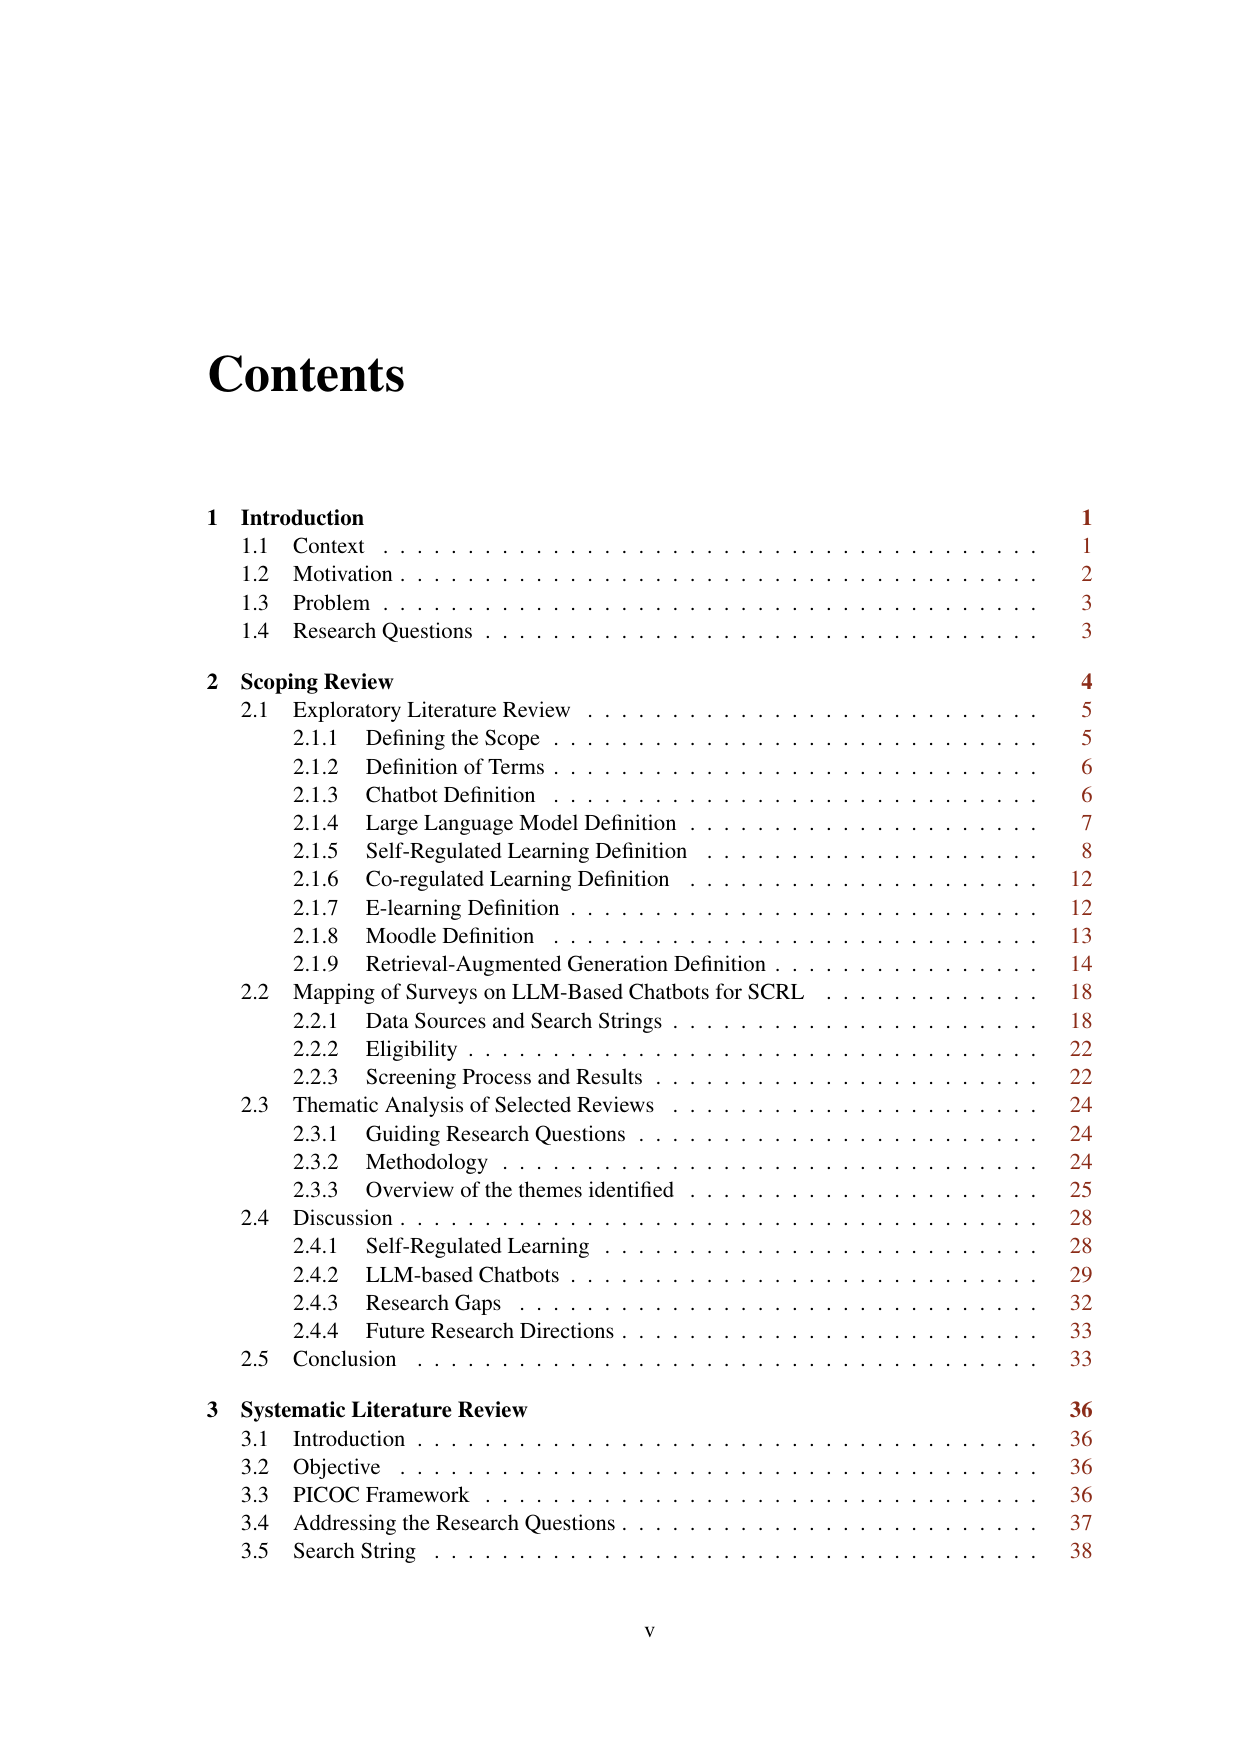 Contents
1 Introduction 1
1.1 Context . . . . . . . . . . . . . . . . . . . . . . . . . . . . . . . . . . . . . . . 1
1.2 Motivation . . . . . . . . . . . . . . . . . . . . . . . . . . . . . . . . . . . . . . 2
1.3 Problem . . . . . . . . . . . . . . . . . . . . . . . . . . . . . . . . . . . . . . . 3
1.4 Research Questions . . . . . . . . . . . . . . . . . . . . . . . . . . . . . . . . . 3
2 Scoping Review 4
2.1 Exploratory Literature Review . . . . . . . . . . . . . . . . . . . . . . . . . . . 5
2.1.1 Defining the Scope . . . . . . . . . . . . . . . . . . . . . . . . . . . . . 5
2.1.2 Definition of Terms . . . . . . . . . . . . . . . . . . . . . . . . . . . . . 6
2.1.3 Chatbot Definition . . . . . . . . . . . . . . . . . . . . . . . . . . . . . 6
2.1.4 Large Language Model Definition . . . . . . . . . . . . . . . . . . . . . 7
2.1.5 Self-Regulated Learning Definition . . . . . . . . . . . . . . . . . . . . 8
2.1.6 Co-regulated Learning Definition . . . . . . . . . . . . . . . . . . . . . 12
2.1.7 E-learning Definition . . . . . . . . . . . . . . . . . . . . . . . . . . . . 12
2.1.8 Moodle Definition . . . . . . . . . . . . . . . . . . . . . . . . . . . . . 13
2.1.9 Retrieval-Augmented Generation Definition . . . . . . . . . . . . . . . . 14
2.2 Mapping of Surveys on LLM-Based Chatbots for SCRL . . . . . . . . . . . . . 18
2.2.1 Data Sources and Search Strings . . . . . . . . . . . . . . . . . . . . . . 18
2.2.2 Eligibility . . . . . . . . . . . . . . . . . . . . . . . . . . . . . . . . . . 22
2.2.3 Screening Process and Results . . . . . . . . . . . . . . . . . . . . . . . 22
2.3 Thematic Analysis of Selected Reviews . . . . . . . . . . . . . . . . . . . . . . 24
2.3.1 Guiding Research Questions . . . . . . . . . . . . . . . . . . . . . . . . 24
2.3.2 Methodology . . . . . . . . . . . . . . . . . . . . . . . . . . . . . . . . 24
2.3.3 Overview of the themes identified . . . . . . . . . . . . . . . . . . . . . 25
2.4 Discussion . . . . . . . . . . . . . . . . . . . . . . . . . . . . . . . . . . . . . . 28
2.4.1 Self-Regulated Learning . . . . . . . . . . . . . . . . . . . . . . . . . . 28
2.4.2 LLM-based Chatbots . . . . . . . . . . . . . . . . . . . . . . . . . . . . 29
2.4.3 Research Gaps . . . . . . . . . . . . . . . . . . . . . . . . . . . . . . . 32
2.4.4 Future Research Directions . . . . . . . . . . . . . . . . . . . . . . . . . 33
2.5 Conclusion . . . . . . . . . . . . . . . . . . . . . . . . . . . . . . . . . . . . . 33
3 Systematic Literature Review 36
3.1 Introduction . . . . . . . . . . . . . . . . . . . . . . . . . . . . . . . . . . . . . 36
3.2 Objective . . . . . . . . . . . . . . . . . . . . . . . . . . . . . . . . . . . . . . 36
3.3 PICOC Framework . . . . . . . . . . . . . . . . . . . . . . . . . . . . . . . . . 36
3.4 Addressing the Research Questions . . . . . . . . . . . . . . . . . . . . . . . . . 37
3.5 Search String . . . . . . . . . . . . . . . . . . . . . . . . . . . . . . . . . . . . 38
v